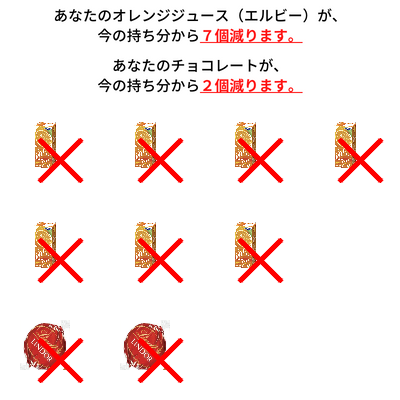 あなたのオレンジジュース（エルビー）が、
今の持ち分から７個減ります。
あなたのチョコレートが、
今の持ち分から２個減ります。
LINDOR
LINDOR